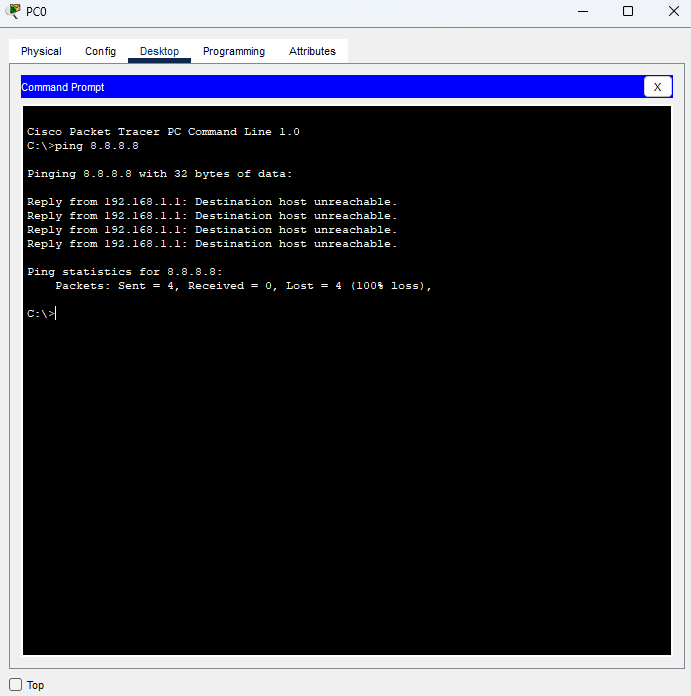 PC0
Physical Config Desktop Programming Attributes
Command Prompt X
Cisco Packet Tracer PC Command Line 1.0
C:\>ping 8.8.8.8
Pinging 8.8.8.8 with 32 bytes of data:
Reply from 192.168.1.1: Destination host unreachable.
Reply from 192.168.1.1: Destination host unreachable.
Reply from 192.168.1.1: Destination host unreachable.
Reply from 192.168.1.1: Destination host unreachable.
Ping statistics for 8.8.8.8:
Packets: Sent = 4, Received = 0, Lost = 4 (100% loss),
C:\>
Top